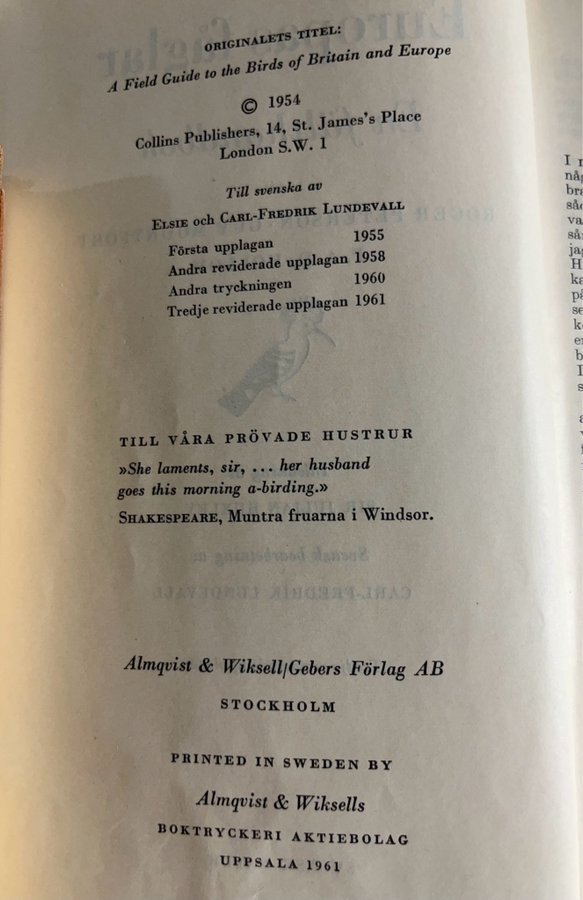 ORIGINALETS TITEL:
A Field Guide to the Birds of Britain and Europe
© 1954
Collins Publishers, 14, St. James's Place
London S.W. 1
Till svenska av
ELSIE och CARL-FREDRIK LUNDEVALL
Första upplagan 1955
Andra reviderade upplagan 1958
Andra tryckningen 1960
Tredje reviderade upplagan 1961
TILL VÅRA PRÖVADE HUSTRUR
»She laments, sir, ... her husband
goes this morning a-birding.»
SHAKESPEARE, Muntra fruarna i Windsor.
Almqvist & Wiksell/Gebers Förlag AB
STOCKHOLM
PRINTED IN SWEDEN BY
Almqvist & Wiksells
BOKTRYCKERI AKTIEBOLAG
UPPSALA 1961